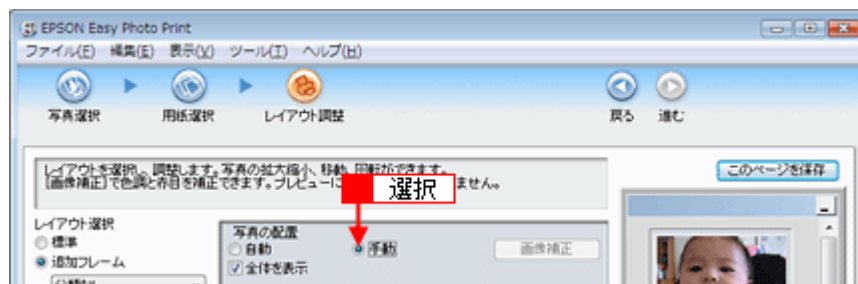 EPSON Easy Photo Print
ファイル(F) 編集(E) 表示(V) ツール(T) ヘルプ(H)
写真選択 用紙選択 レイアウト調整 戻る 進む
レイアウトを選択し、調整します。写真の拡大縮小、移動、回転ができます。
[画像補正]で色調と赤目を補正できます。プレビューに ません。
選択
このページを保存
レイアウト選択
標準
追加フレーム
写真の配置
自動 手動 画像補正
全体を表示